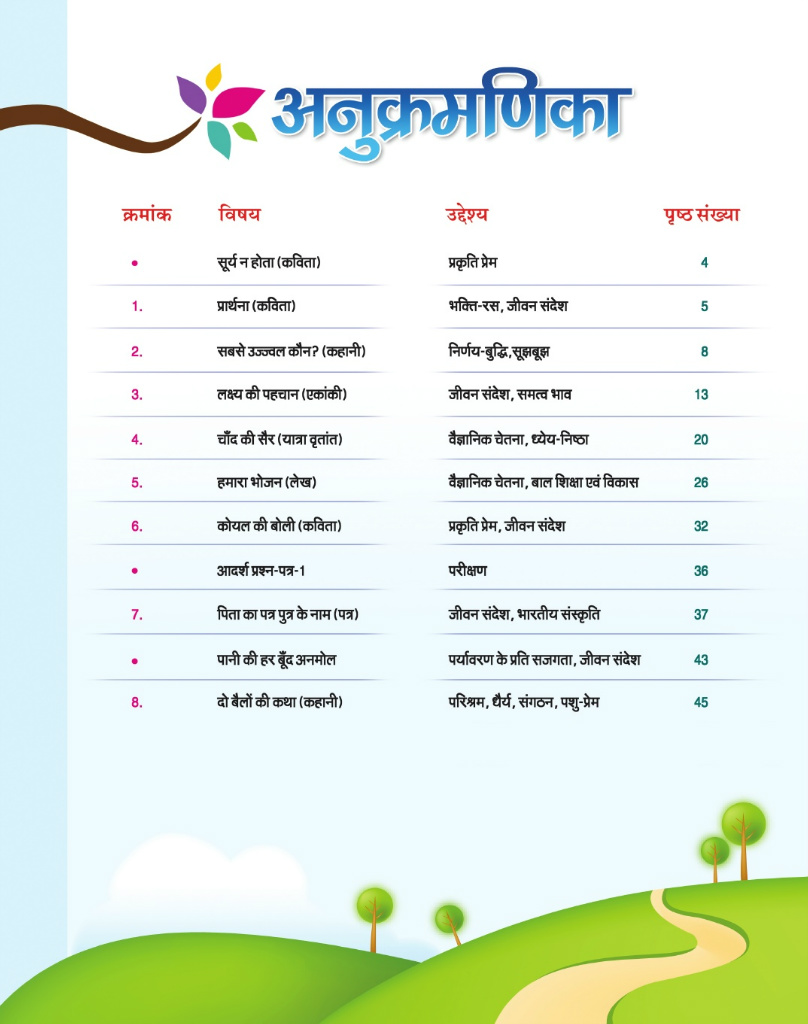 अनुक्रमणिका
क्रमांक विषय उद्देश्य पृष्ठ संख्या
• सूर्य न होता (कविता) प्रकृति प्रेम 4
1. प्रार्थना (कविता) भक्ति-रस, जीवन संदेश 5
2. सबसे उज्ज्वल कौन? (कहानी) निर्णय-बुद्धि,सूझबूझ 8
3. लक्ष्य की पहचान (एकांकी) जीवन संदेश, समत्व भाव 13
4. चाँद की सैर (यात्रा वृतांत) वैज्ञानिक चेतना, ध्येय-निष्ठा 20
5. हमारा भोजन (लेख) वैज्ञानिक चेतना, बाल शिक्षा एवं विकास 26
6. कोयल की बोली (कविता) प्रकृति प्रेम, जीवन संदेश 32
• आदर्श प्रश्न-पत्र-1 परीक्षण 36
7. पिता का पत्र पुत्र के नाम (पत्र) जीवन संदेश, भारतीय संस्कृति 37
• पानी की हर बूँद अनमोल पर्यावरण के प्रति सजगता, जीवन संदेश 43
8. दो बैलों की कथा (कहानी) परिश्रम, धैर्य, संगठन, पशु-प्रेम 45